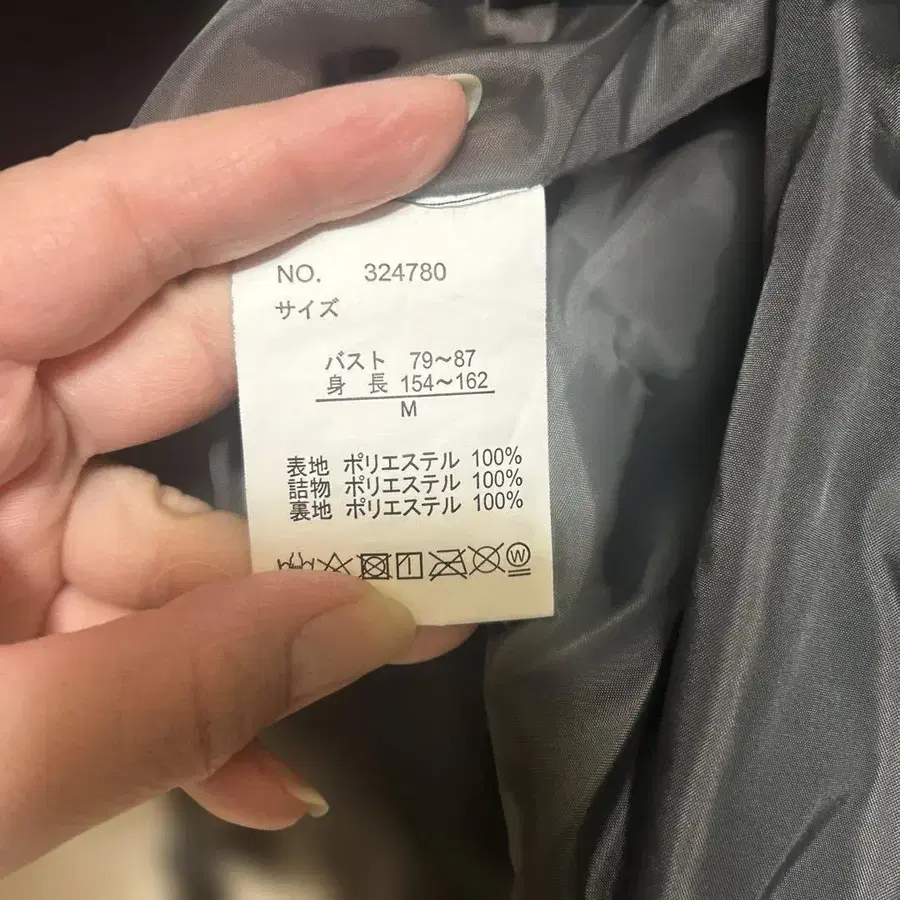 NO. 324780
サイズ
バスト 79～87
身 長 154～162
M
表地 ポリエステル 100%
詰物 ポリエステル 100%
裏地 ポリエステル 100%
W